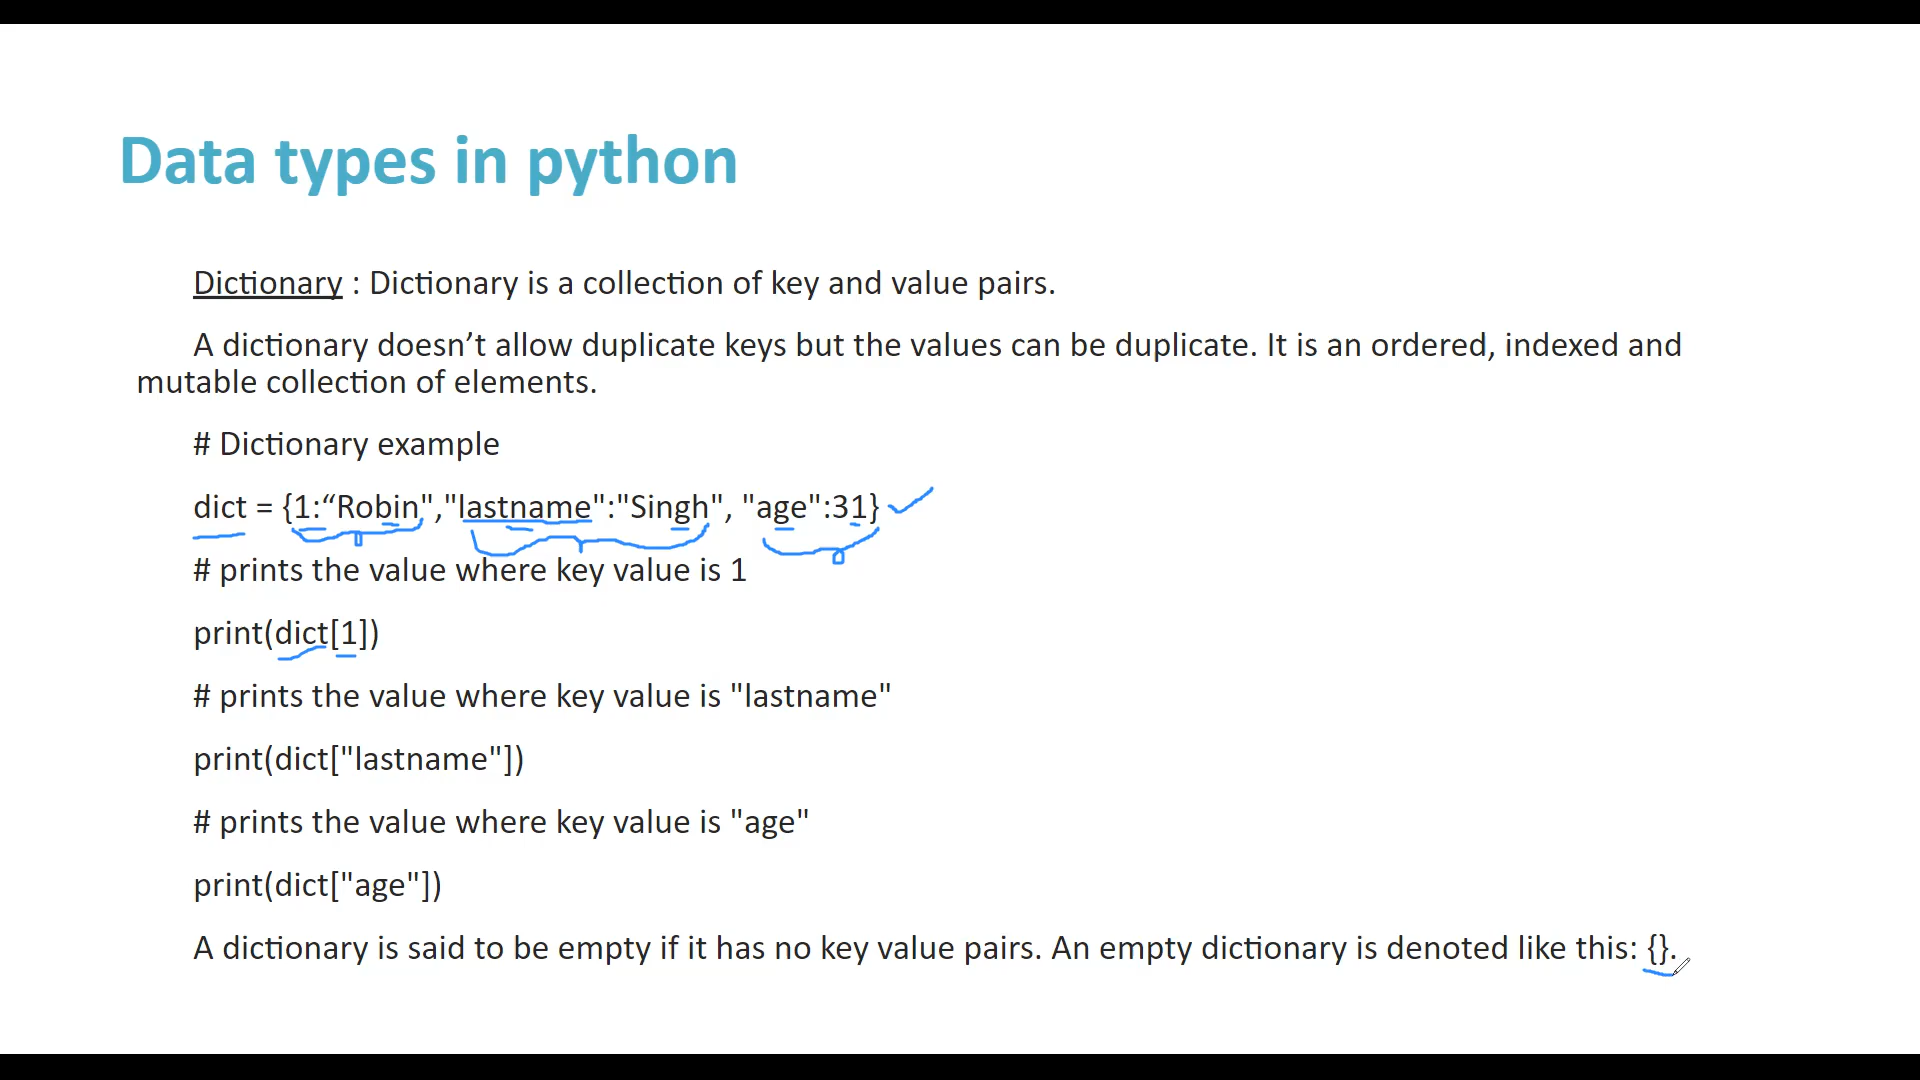 Data types in python
Dictionary : Dictionary is a collection of key and value pairs.
A dictionary doesn’t allow duplicate keys but the values can be duplicate. It is an ordered, indexed and
mutable collection of elements.
# Dictionary example
dict = {1:“Robin","lastname":"Singh", "age":31}
# prints the value where key value is 1
print(dict[1])
# prints the value where key value is "lastname"
print(dict["lastname"])
# prints the value where key value is "age"
print(dict["age"])
A dictionary is said to be empty if it has no key value pairs. An empty dictionary is denoted like this: {}.